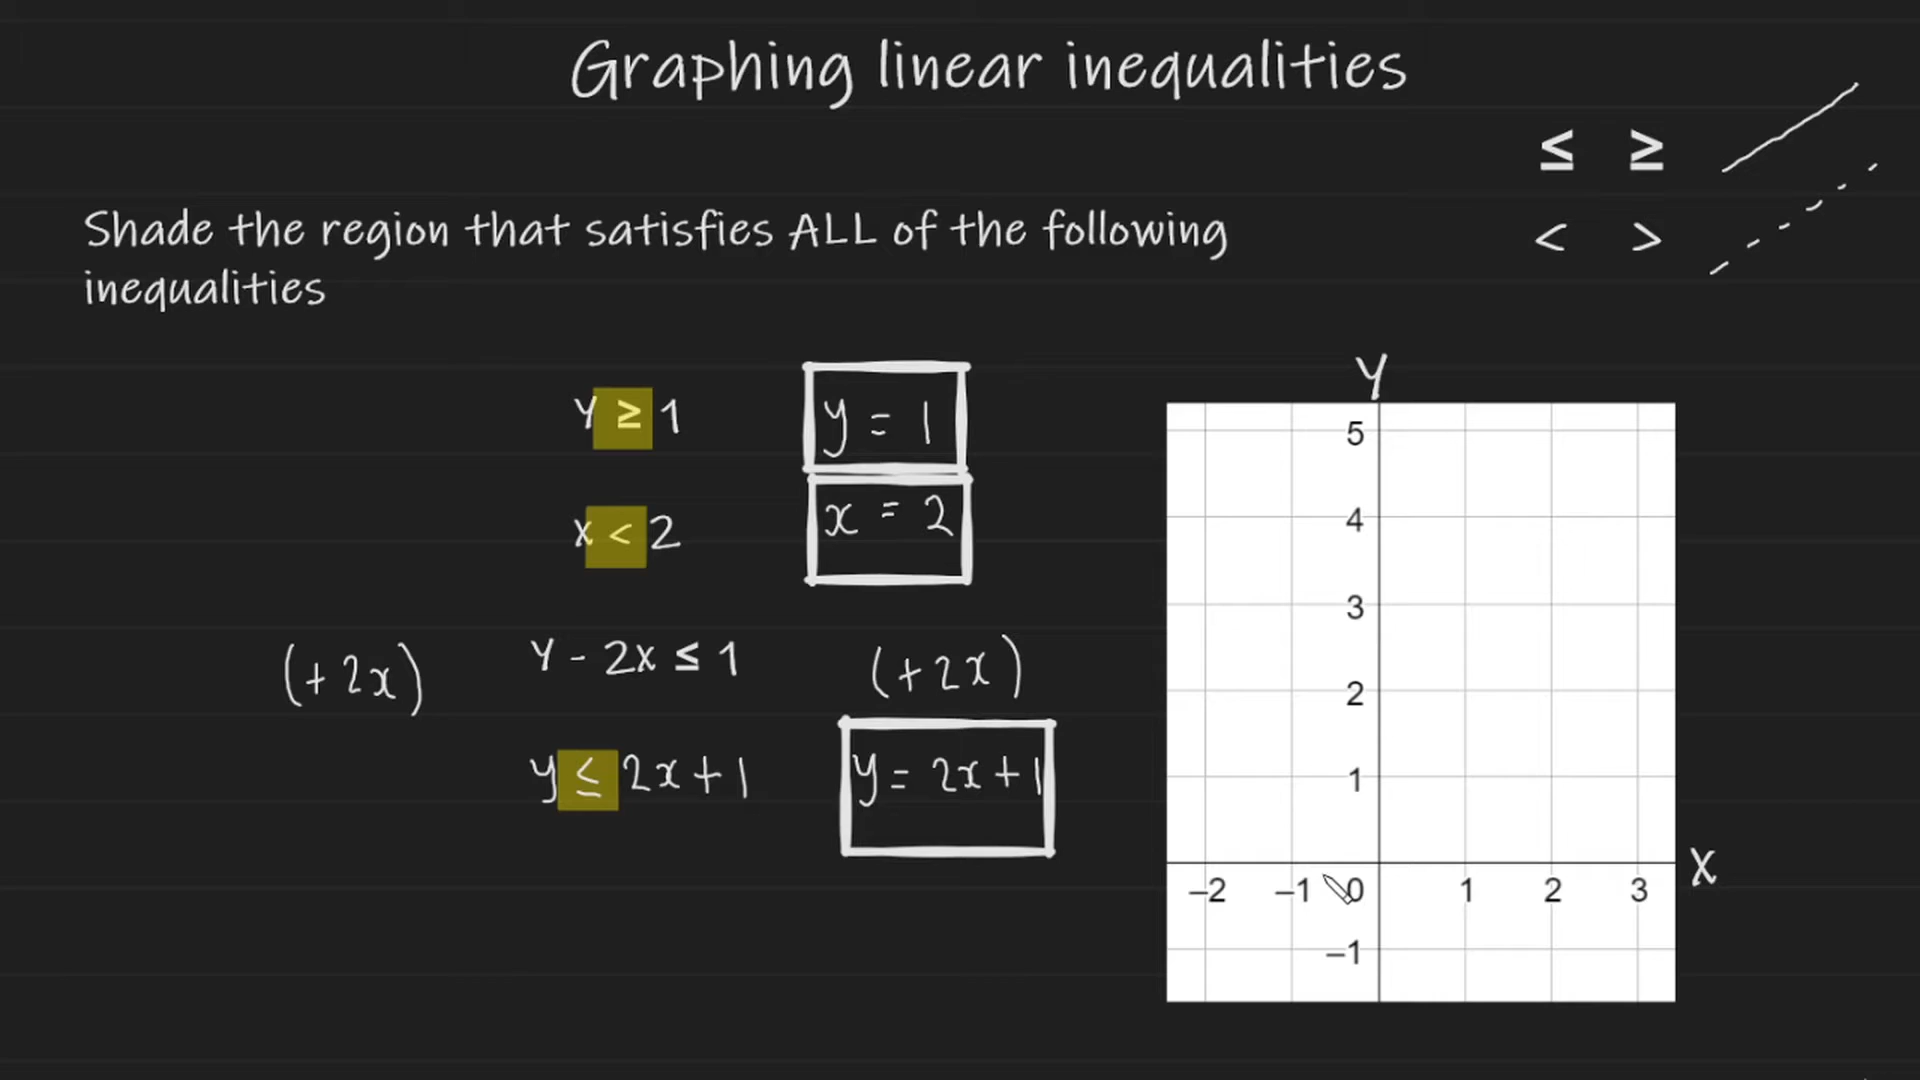 Graphing linear inequalities
≤ ≥
< >
Shade the region that satisfies ALL of the following
inequalities
Y ≥ 1
y = 1
X < 2
x = 2
(+2x) Y - 2X ≤ 1 (+2x)
y ≤ 2x+1
y = 2x+1
Y
5
4
3
2
1
X
–2 –1 0 1 2 3
–1